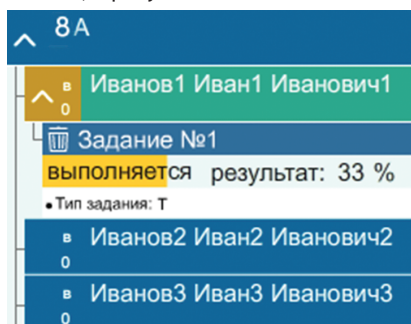 8А
в
0
Иванов1 Иван1 Иванович1
Задание №1
выполняется результат: 33 %
• Тип задания: Т
в
0
Иванов2 Иван2 Иванович2
в
0
Иванов3 Иван3 Иванович3